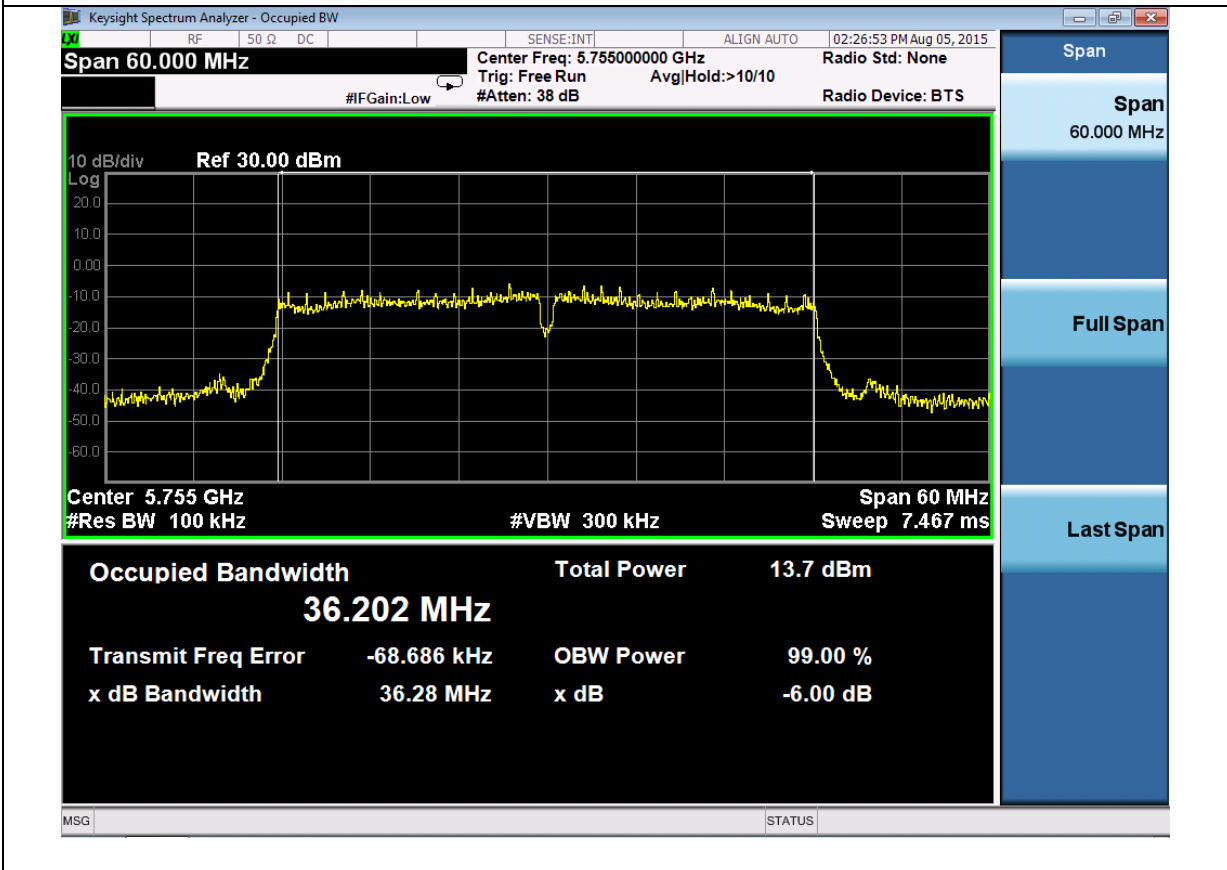 Keysight Spectrum Analyzer - Occupied BW
LXI RF 50 Ω DC SENSE:INT ALIGN AUTO 02:26:53 PM Aug 05, 2015
Span 60.000 MHz
Center Freq: 5.755000000 GHz Radio Std: None
Trig: Free Run Avg|Hold:>10/10
#IFGain:Low #Atten: 38 dB Radio Device: BTS
Span
Span
60.000 MHz
Full Span
Last Span
10 dB/div Ref 30.00 dBm
Log
20.0
10.0
0.00
-10.0
-20.0
-30.0
-40.0
-50.0
-60.0
Center 5.755 GHz Span 60 MHz
#Res BW 100 kHz #VBW 300 kHz Sweep 7.467 ms
Occupied Bandwidth Total Power 13.7 dBm
36.202 MHz
Transmit Freq Error -68.686 kHz OBW Power 99.00 %
x dB Bandwidth 36.28 MHz x dB -6.00 dB
MSG STATUS